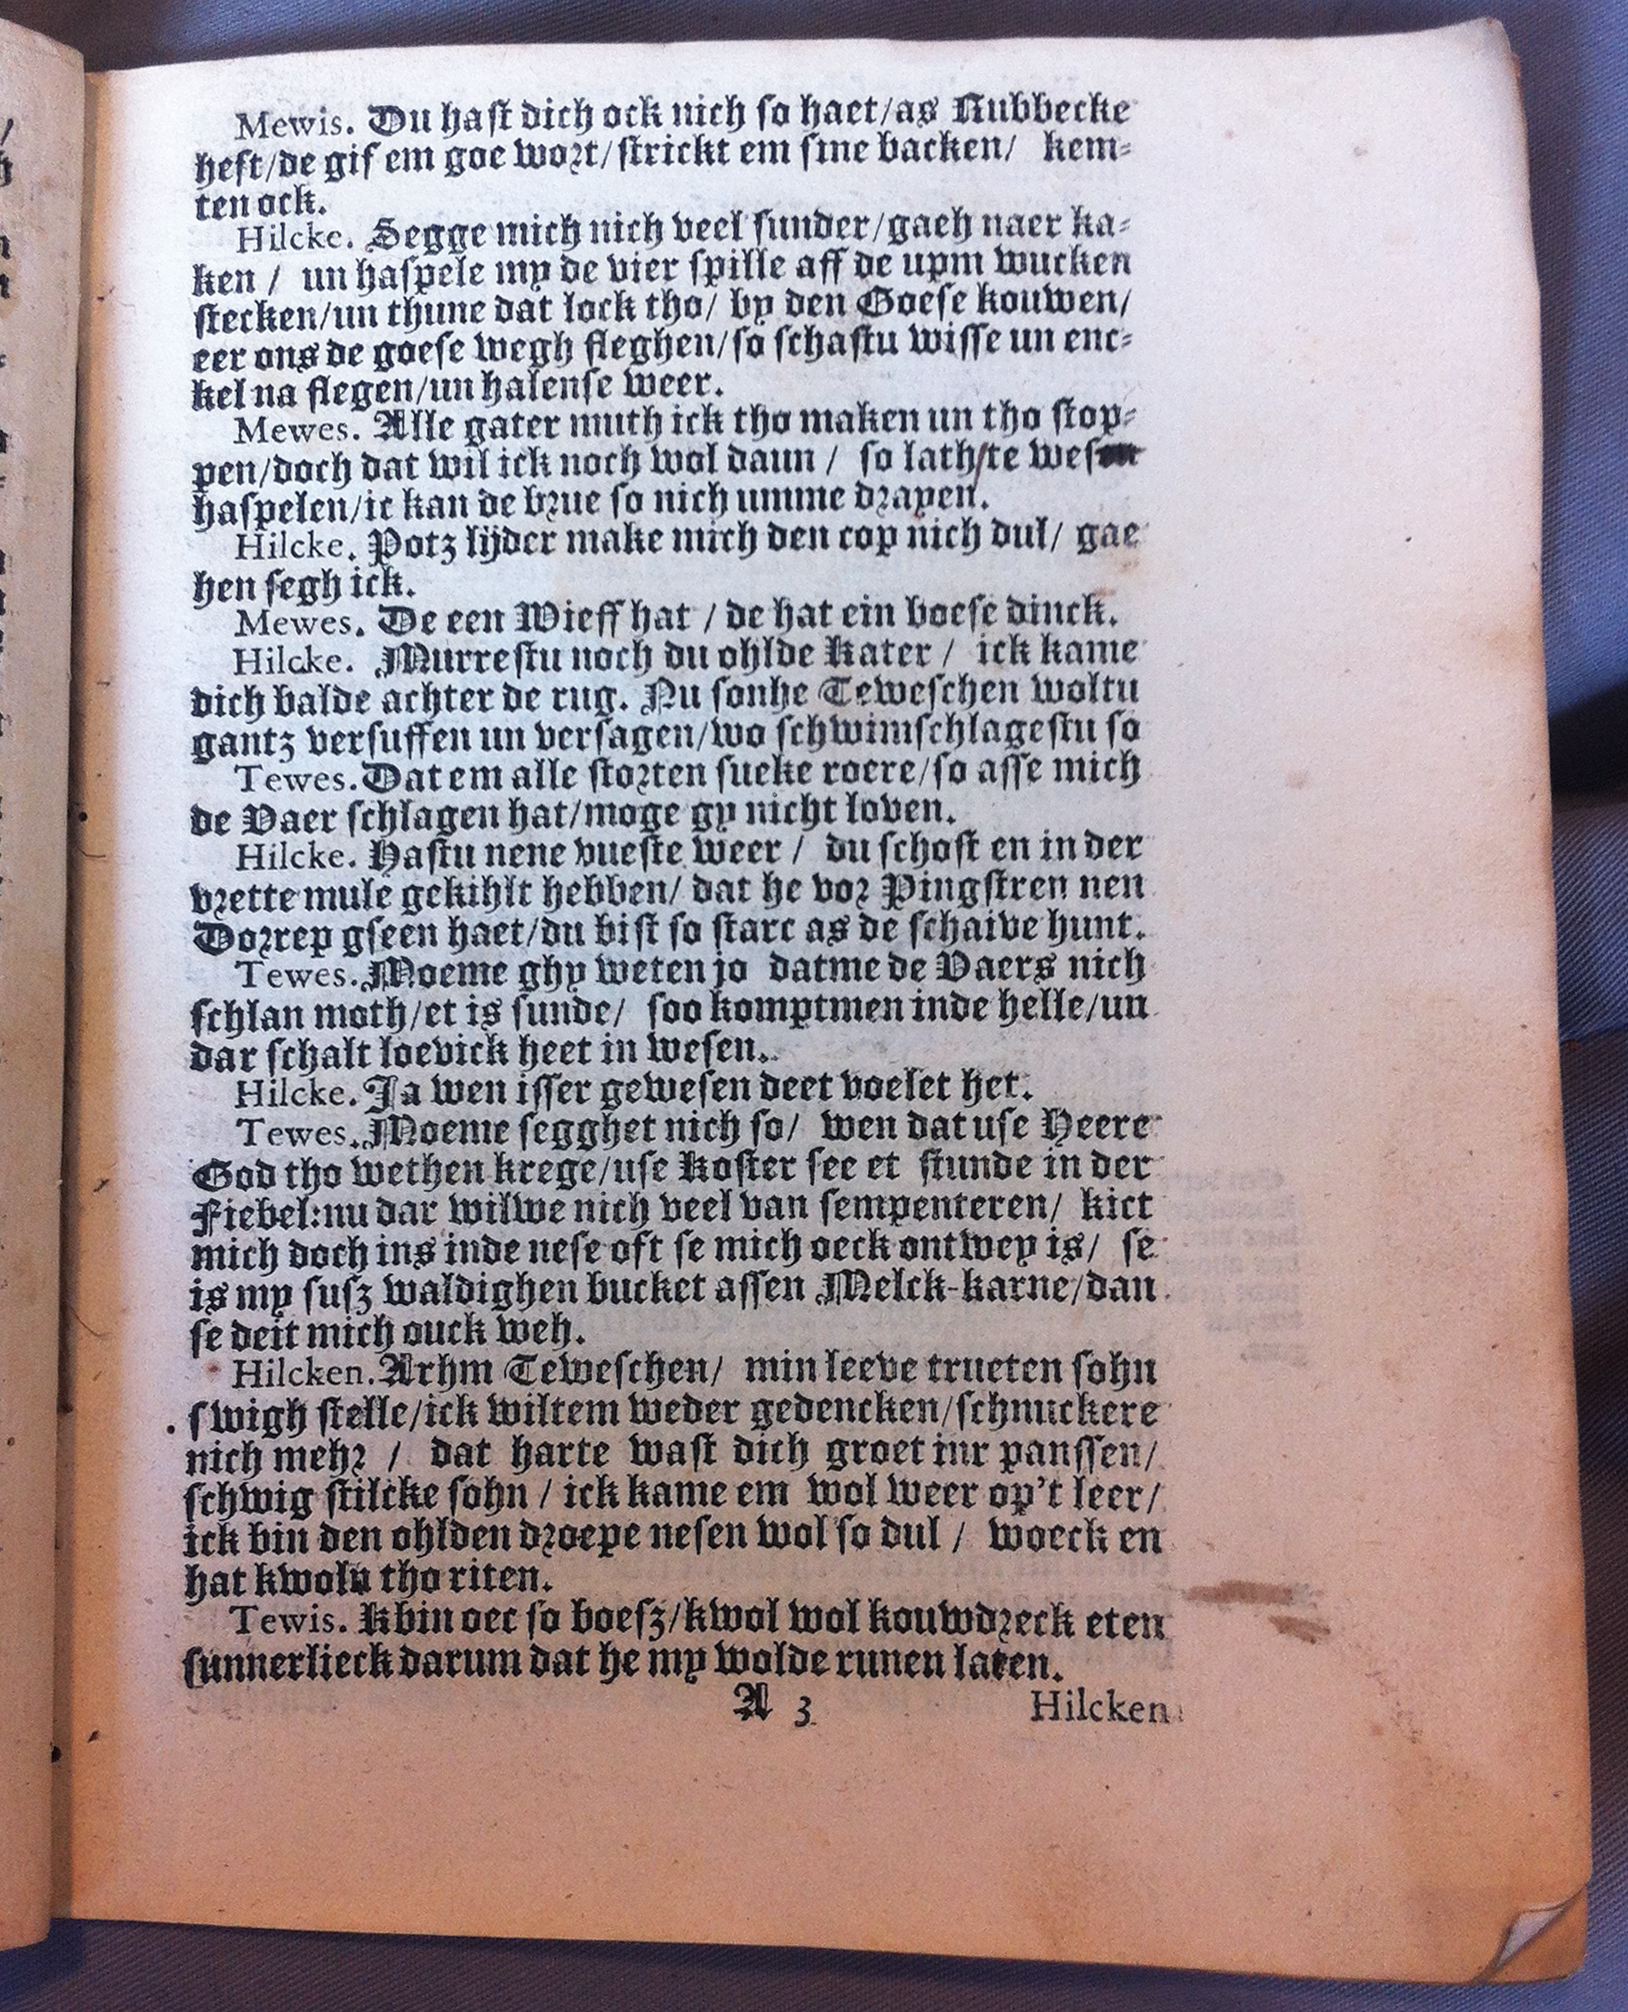 Mewis. Du hast dich ock nich so haet/as Rubbecke
heft/de gif em goe wort/strickt em sine backen/ kem-
ten ock.
Hilcke. Segge mich nich veel sunder/gaeh naer ka-
ken / un haspele my de vier spille aff de upm wucken
stecken/un thune dat lock tho/ by den Goese kouwen/
eer ons de goese wegh fleghen/so schastu wisse un enc-
kel na flegen/un halense weer.
Mewes. Alle gater muth ick tho maken un tho stop-
pen/doch dat wil ick noch wol daun / so lath/te wesen
haspelen/ic kan de brue so nich umme drayen.
Hilcke. Potz lijder make mich den cop nich dul/ gae
hen segh ick.
Mewes. De een Wieff hat / de hat ein boese dinck.
Hilcke. Murrestu noch du ohlde Kater / ick kame
dich balde achter de rug. Nu sonhe Teweschen woltu
gantz versuffen un versagen/wo schwimschlagestu so
Tewes. Dat em alle storten sueke roere/so asse mich
de Vaer schlagen hat/moge gy nicht loven.
Hilcke. Hastu nene vueste weer / du schost en in der
vrette mule gekihlt hebben/ dat he vor Pingstren nen
Dorrep gseen haet/du bist so starc as de schaive hunt.
Tewes. Moeme ghy weten jo datme de Vaers nich
schlan moth/et is sunde/ soo komptmen inde helle/un
dar schalt loevick heet in wesen.
Hilcke. Ja wen isser gewesen deet voelet het.
Tewes. Moeme segghet nich so/ wen dat use Heere
God tho wethen krege/use Koster see et stunde in der
Fiebel: nu dar wilwe nich veel van sempenteren/ kict
mich doch ins inde nese oft se mich oeck ontwey is/ se
is my susz waldighen bucket assen Melck-karne/dan
se deit mich ouck weh.
Hilcken. Arhm Teweschen/ min leeve trueten sohn
swigh stelle/ick wiltem weder gedencken/schnuckere
nich mehr / dat harte wast dich groet inr panssen/
schwig stilcke sohn / ick kame em wol weer op't leer/
ick bin den ohlden droepe nesen wol so dul / woeck en
hat kwoln tho riten.
Tewis. Kbin oec so boesz/kwol wol kouwdreck eten
sunnerlieck darum dat he my wolde runen laten.
A 3 Hilcken